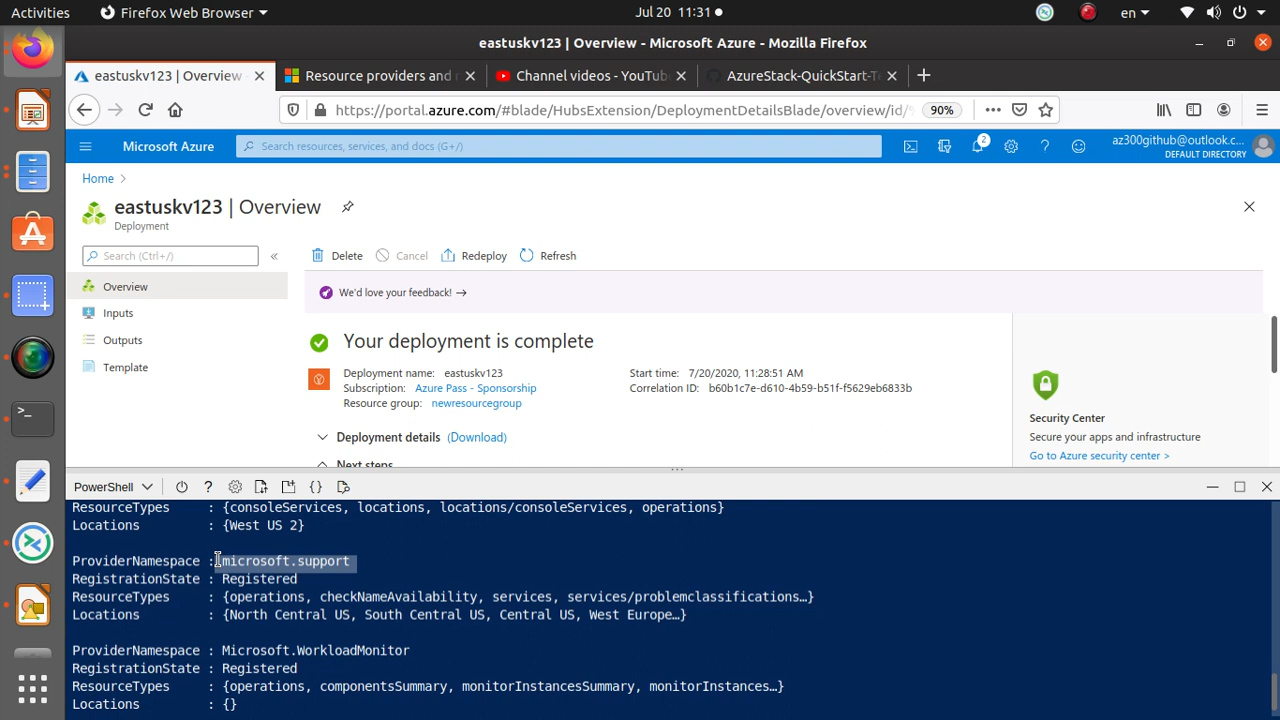 Activities
Firefox Web Browser
Jul 20 11:31
en
eastuskv123 | Overview - Microsoft Azure - Mozilla Firefox
eastuskv123 | Overview
Resource providers and
Channel videos - YouTub
AzureStack-QuickStart-Te
https://portal.azure.com/#blade/HubsExtension/DeploymentDetailsBlade/overview/id/
90%
Microsoft Azure
Search resources, services, and docs (G+/)
2
az300github@outlook.c...
DEFAULT DIRECTORY
Home
eastuskv123 | Overview
Deployment
Search (Ctrl+/)
Delete
Cancel
Redeploy
Refresh
Overview
Inputs
Outputs
Template
We'd love your feedback! →
Your deployment is complete
Deployment name: eastuskv123
Subscription: Azure Pass - Sponsorship
Resource group: newresourcegroup
Start time: 7/20/2020, 11:28:51 AM
Correlation ID: b60b1c7e-d610-4b59-b51f-f5629eb6833b
Deployment details (Download)
Next steps
Security Center
Secure your apps and infrastructure
Go to Azure security center >
PowerShell
ResourceTypes : {consoleServices, locations, locations/consoleServices, operations}
Locations : {West US 2}
ProviderNamespace : microsoft.support
RegistrationState : Registered
ResourceTypes : {operations, checkNameAvailability, services, services/problemclassifications…}
Locations : {North Central US, South Central US, Central US, West Europe…}
ProviderNamespace : Microsoft.WorkloadMonitor
RegistrationState : Registered
ResourceTypes : {operations, componentsSummary, monitorInstancesSummary, monitorInstances…}
Locations : {}